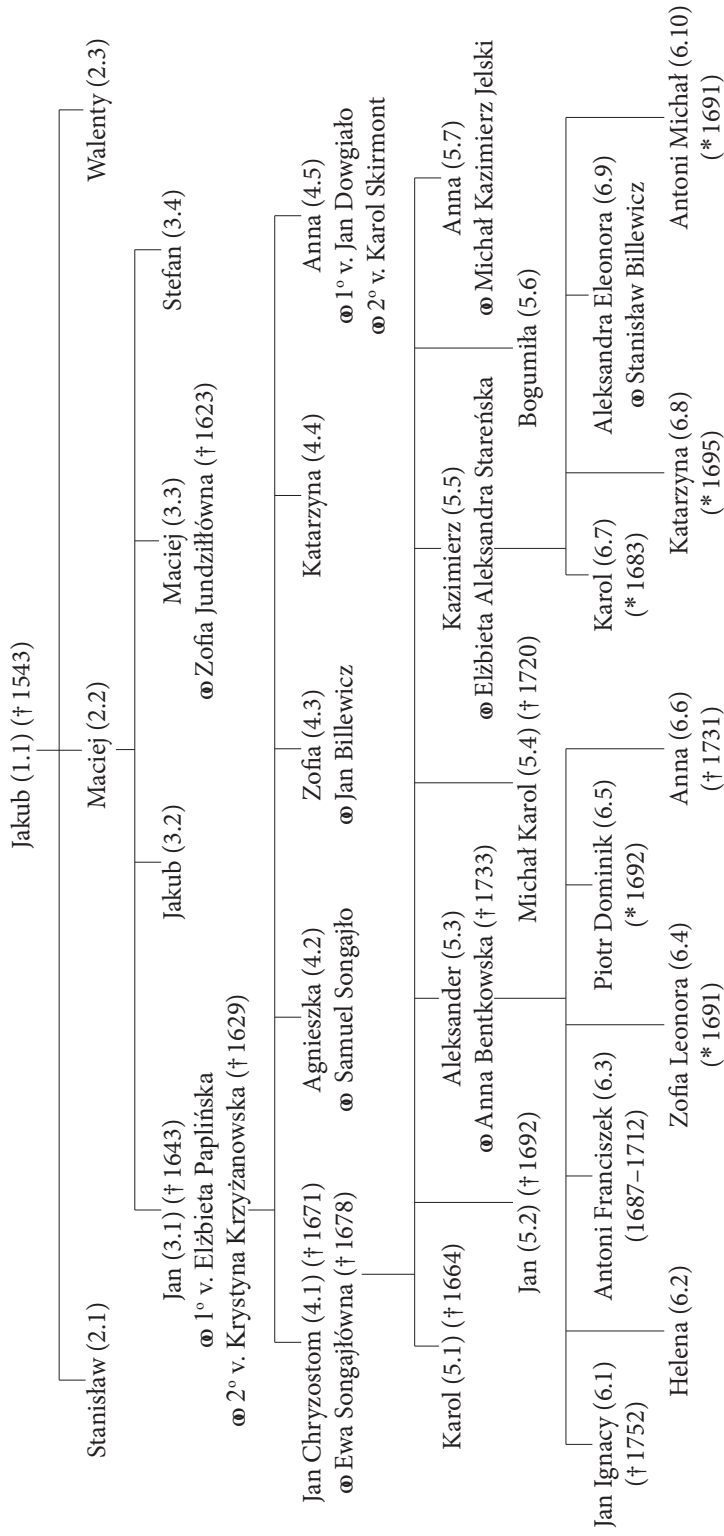 Jakub (1.1) († 1543)
Stanisław (2.1)
Maciej (2.2)
Walenty (2.3)
Jan (3.1) († 1643)
⚭ 1º v. Elżbieta Paplińska
⚭ 2º v. Krystyna Krzyżanowska († 1629)
Jakub (3.2)
Maciej (3.3)
⚭ Zofia Jundziłłówna († 1623)
Stefan (3.4)
Jan Chryzostom (4.1) († 1671)
⚭ Ewa Songajłówna († 1678)
Agnieszka (4.2)
⚭ Samuel Songajło
Zofia (4.3)
⚭ Jan Billewicz
Katarzyna (4.4)
Anna (4.5)
⚭ 1º v. Jan Dowgiało
⚭ 2º v. Karol Skirmont
Karol (5.1) († 1664)
Jan (5.2) († 1692)
Aleksander (5.3)
⚭ Anna Bentkowska († 1733)
Michał Karol (5.4) († 1720)
Kazimierz (5.5)
⚭ Elżbieta Aleksandra Stareńska
Bogumiła (5.6)
Anna (5.7)
⚭ Michał Kazimierz Jelski
Jan Ignacy (6.1)
(† 1752)
Helena (6.2)
Antoni Franciszek (6.3)
(1687–1712)
Zofia Leonora (6.4)
(* 1691)
Piotr Dominik (6.5)
(* 1692)
Anna (6.6)
(† 1731)
Karol (6.7)
(* 1683)
Katarzyna (6.8)
(* 1695)
Aleksandra Eleonora (6.9)
⚭ Stanisław Billewicz
Antoni Michał (6.10)
(* 1691)